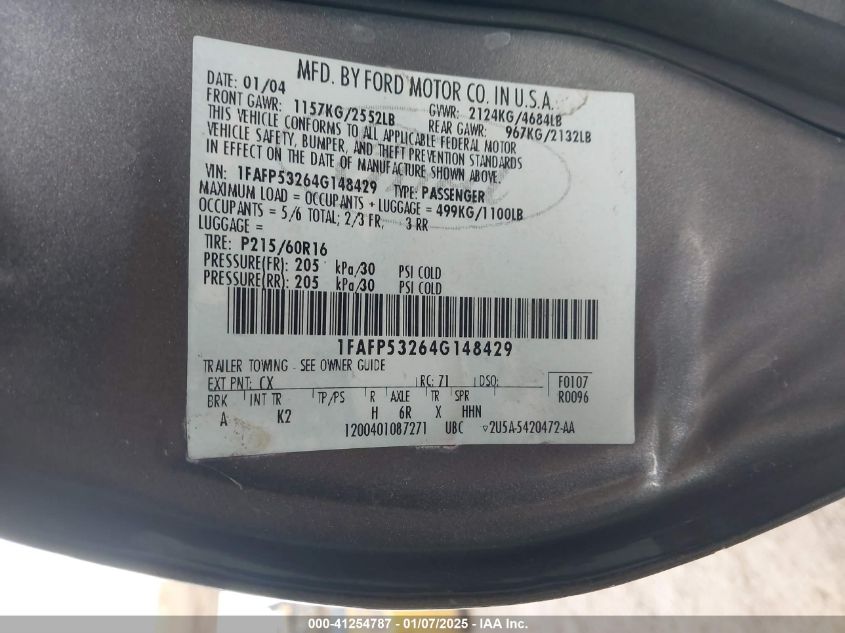 MFD. BY FORD MOTOR CO. IN U.S.A.
DATE: 01/04 GVWR: 2124KG/4684LB
FRONT GAWR: 1157KG/2552LB REAR GAWR: 967KG/2132LB
THIS VEHICLE CONFORMS TO ALL APPLICABLE FEDERAL MOTOR
VEHICLE SAFETY, BUMPER, AND THEFT PREVENTION STANDARDS
IN EFFECT ON THE DATE OF MANUFACTURE SHOWN ABOVE.
VIN: 1FAFP53264G148429 TYPE: PASSENGER
MAXIMUM LOAD = OCCUPANTS + LUGGAGE = 499KG/1100LB
OCCUPANTS = 5/6 TOTAL; 2/3 FR, 3 RR
LUGGAGE =
TIRE: P215/60R16
PRESSURE(FR): 205 kPa/30 PSI COLD
PRESSURE(RR): 205 kPa/30 PSI COLD
1FAFP53264G148429
TRAILER TOWING - SEE OWNER GUIDE
EXT PNT: CX RC: 71 DSO: F0107
BRK INT TR TP/PS R AXLE TR SPR R0096
A K2 H 6R X HHN
1200401087271 UBC ▽2U5A-5420472-AA
000-41254787 - 01/07/2025 - 000-IAA LLC.